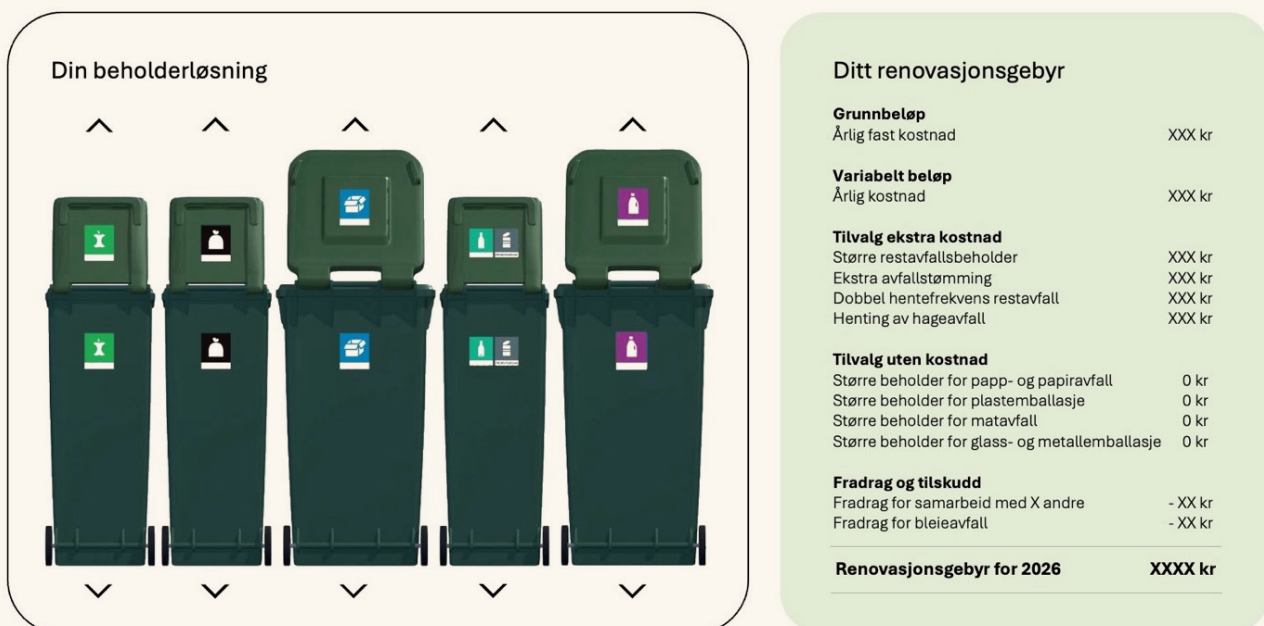 Din beholderløsning
Ditt renovasjonsgebyr
Grunnbeløp
Årlig fast kostnad XXX kr
Variabelt beløp
Årlig kostnad XXX kr
Tilvalg ekstra kostnad
Større restavfallsbeholder XXX kr
Ekstra avfallstømming XXX kr
Dobbel hentefrekvens restavfall XXX kr
Henting av hageavfall XXX kr
Tilvalg uten kostnad
Større beholder for papp- og papiravfall 0 kr
Større beholder for plastemballasje 0 kr
Større beholder for matavfall 0 kr
Større beholder for glass- og metallemballasje 0 kr
Fradrag og tilskudd
Fradrag for samarbeid med X andre - XX kr
Fradrag for bleieavfall - XX kr
Renovasjonsgebyr for 2026 XXXX kr